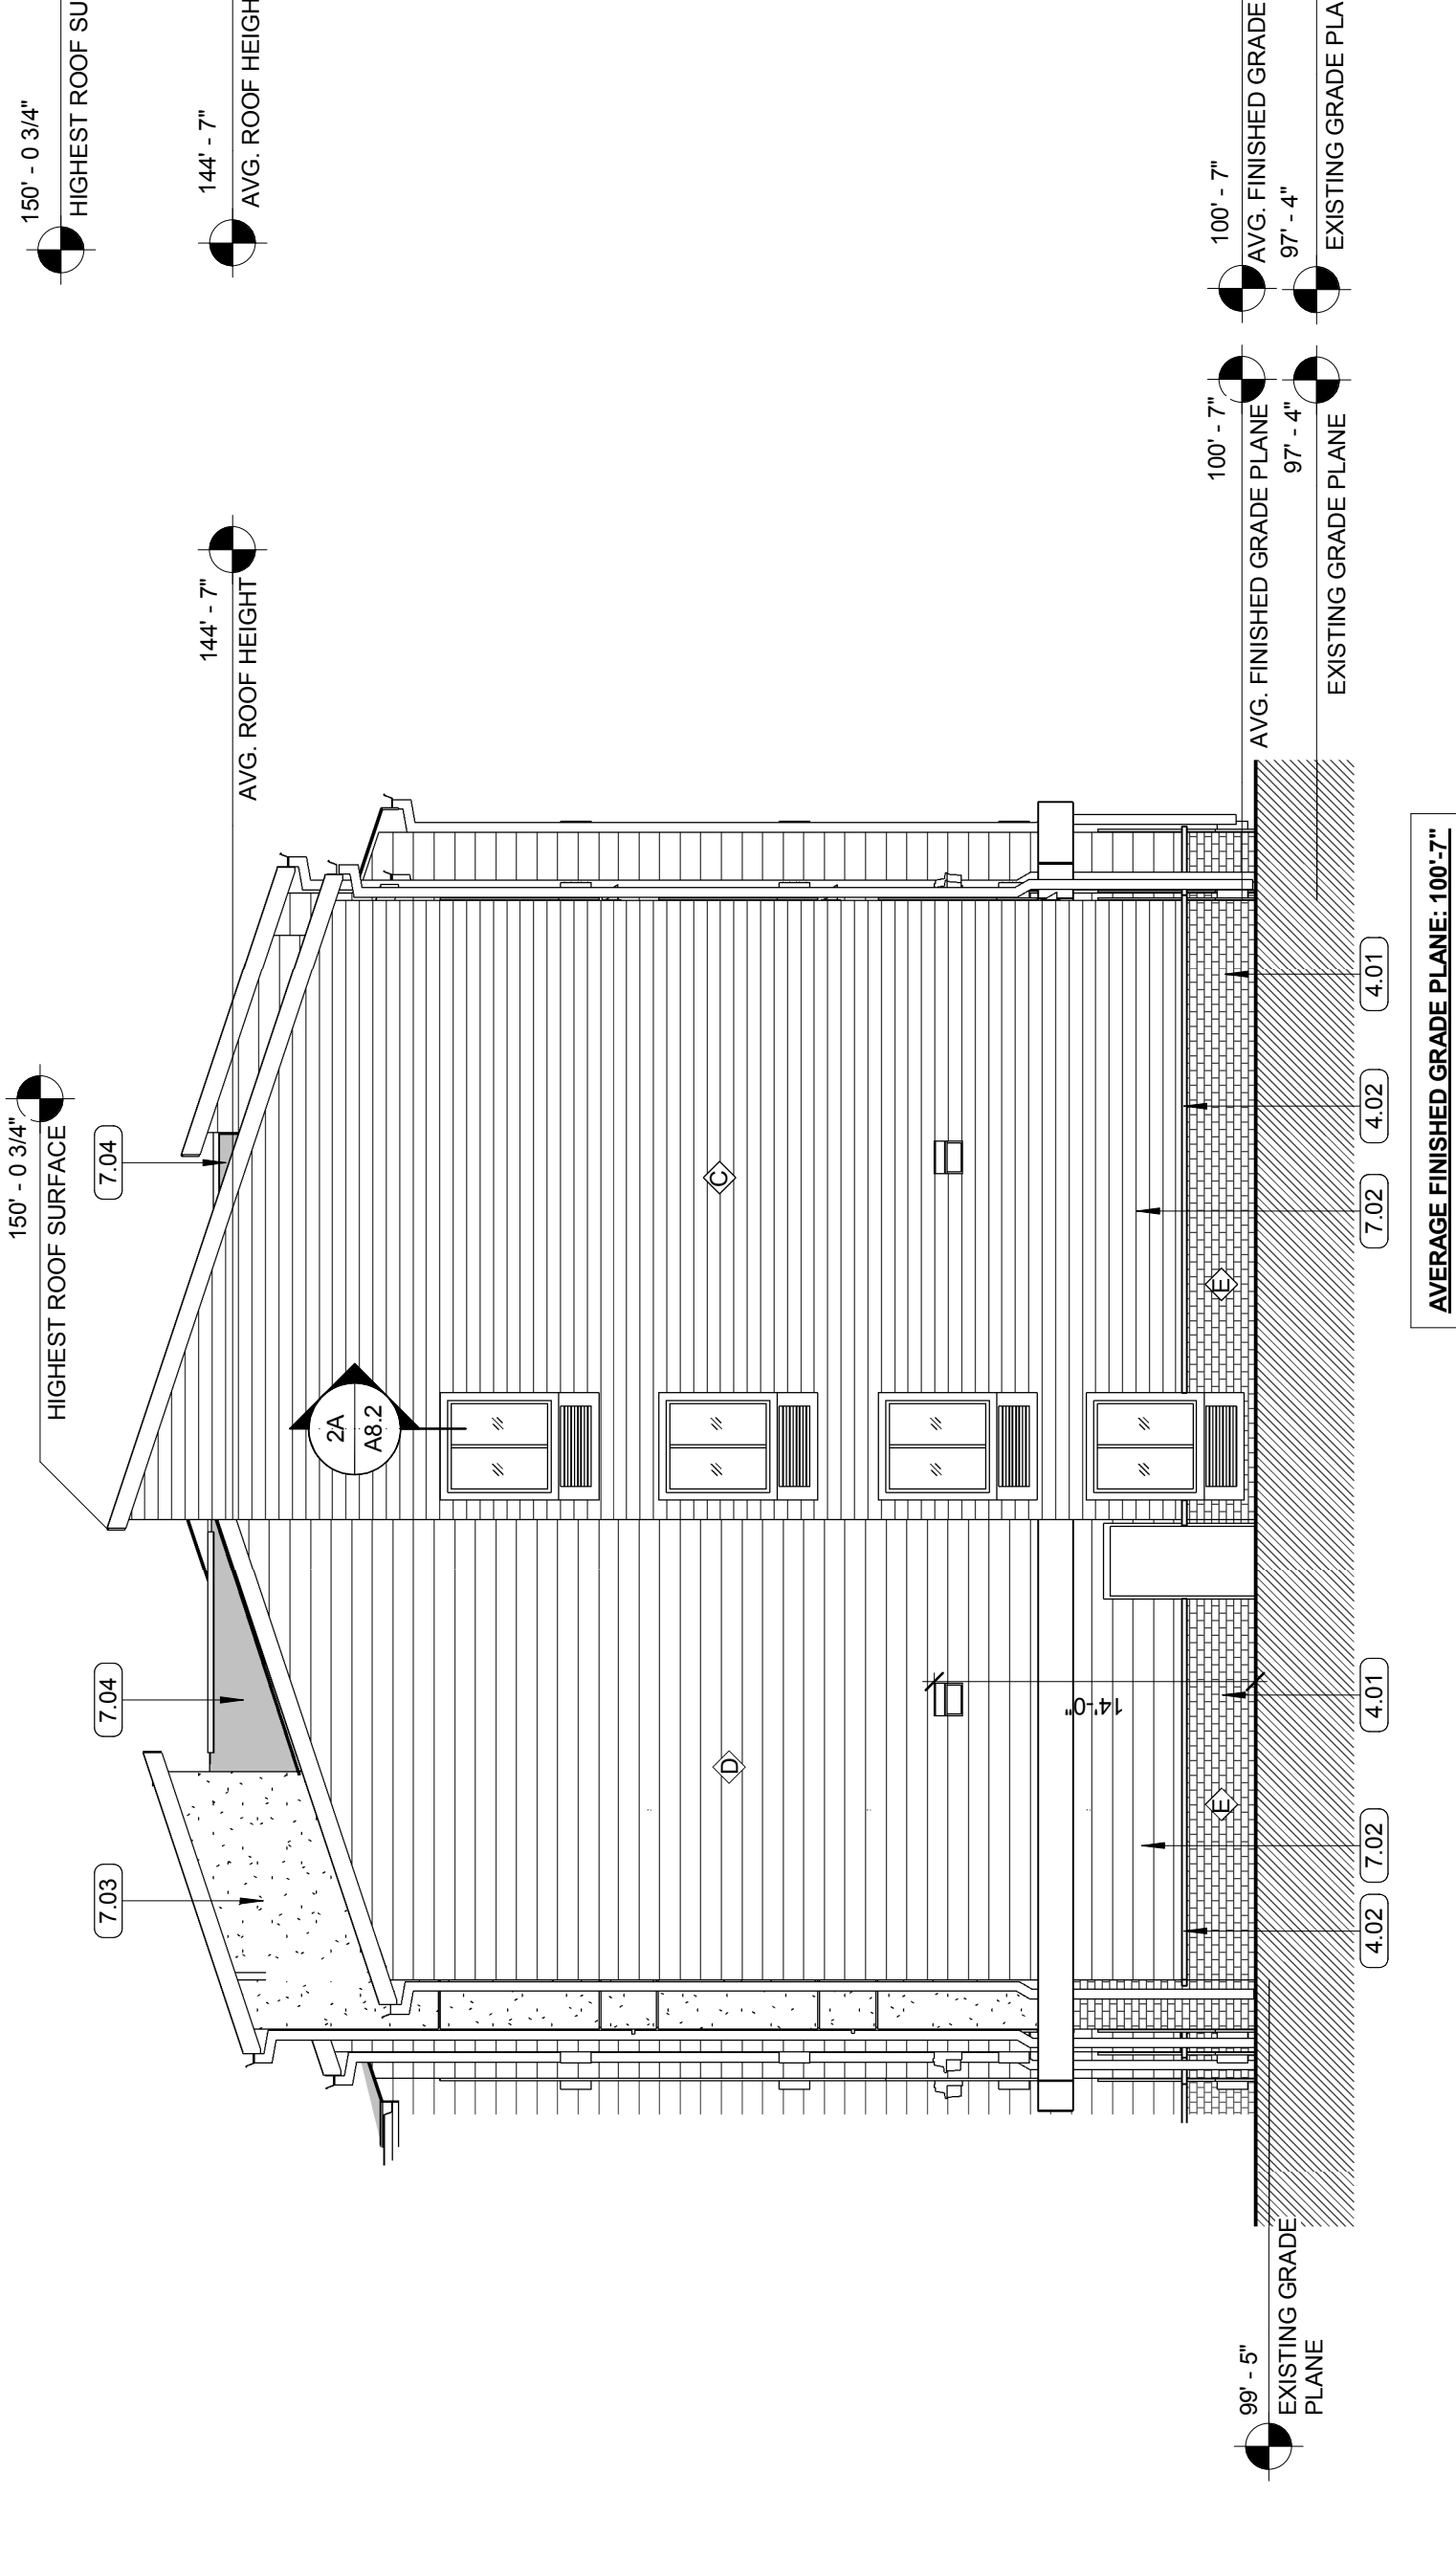 150' - 0 3/4"
HIGHEST ROOF SU
144' - 7"
AVG. ROOF HEIGH
100' - 7"
AVG. FINISHED GRADE
97' - 4"
EXISTING GRADE PLA
150' - 0 3/4"
HIGHEST ROOF SURFACE
144' - 7"
AVG. ROOF HEIGHT
100' - 7"
AVG. FINISHED GRADE PLANE
97' - 4"
EXISTING GRADE PLANE
7.03
7.04
7.04
2A
A8.2
D
C
14'-0"
E
E
4.02
7.02
4.01
7.02
4.02
4.01
99' - 5"
EXISTING GRADE
PLANE
AVERAGE FINISHED GRADE PLANE: 100'-7"